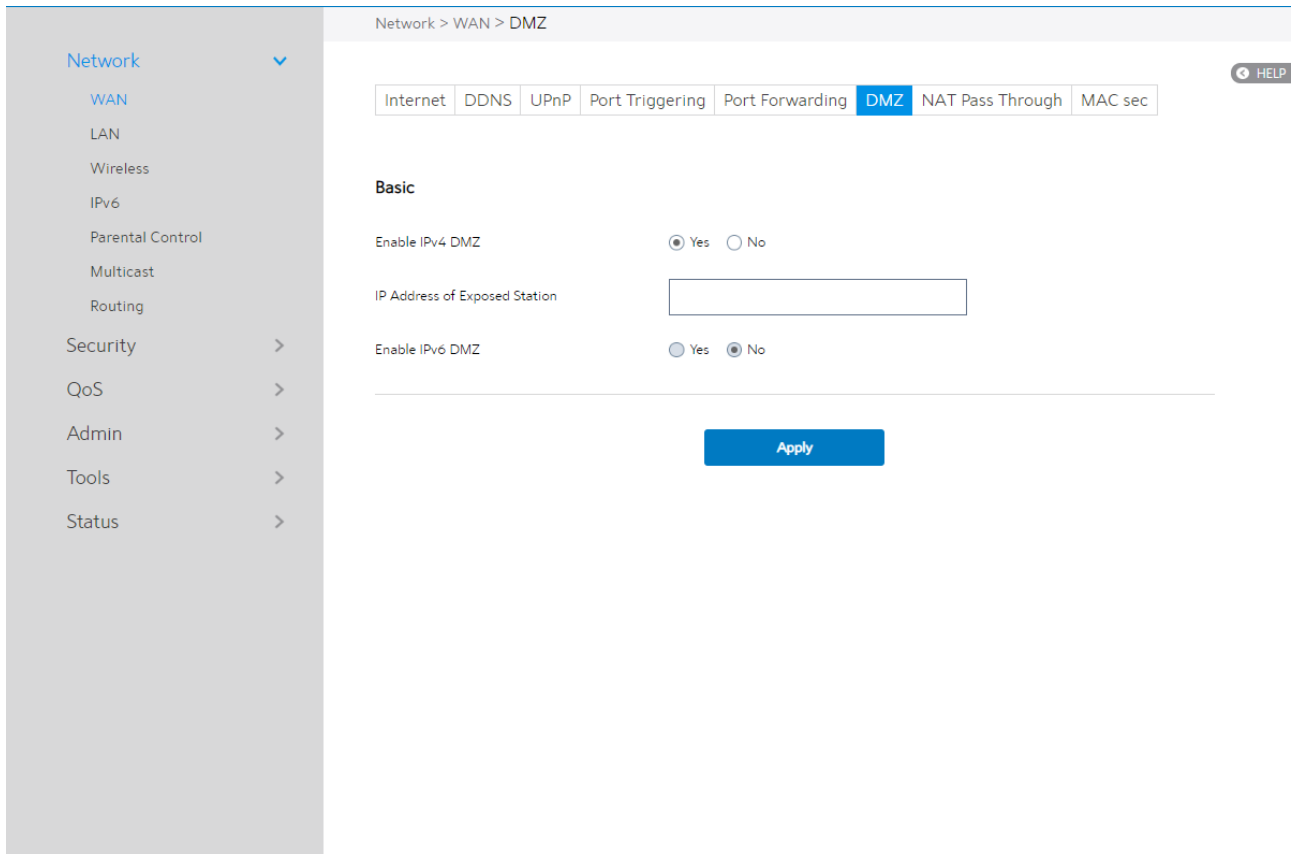 Network > WAN > DMZ
Network
WAN
LAN
Wireless
IPv6
Parental Control
Multicast
Routing
Security
QoS
Admin
Tools
Status
HELP
Internet DDNS UPnP Port Triggering Port Forwarding DMZ NAT Pass Through MAC sec
Basic
Enable IPv4 DMZ Yes No
IP Address of Exposed Station
Enable IPv6 DMZ Yes No
Apply